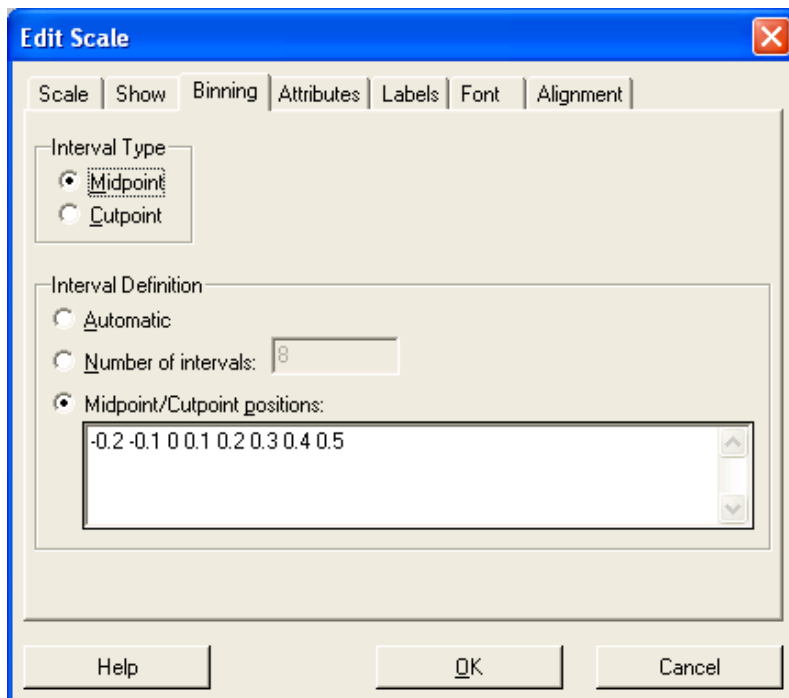 Edit Scale
Scale Show Binning Attributes Labels Font Alignment
Interval Type
Midpoint
Cutpoint
Interval Definition
Automatic
Number of intervals: 8
Midpoint/Cutpoint positions:
-0.2 -0.1 0 0.1 0.2 0.3 0.4 0.5
Help OK Cancel